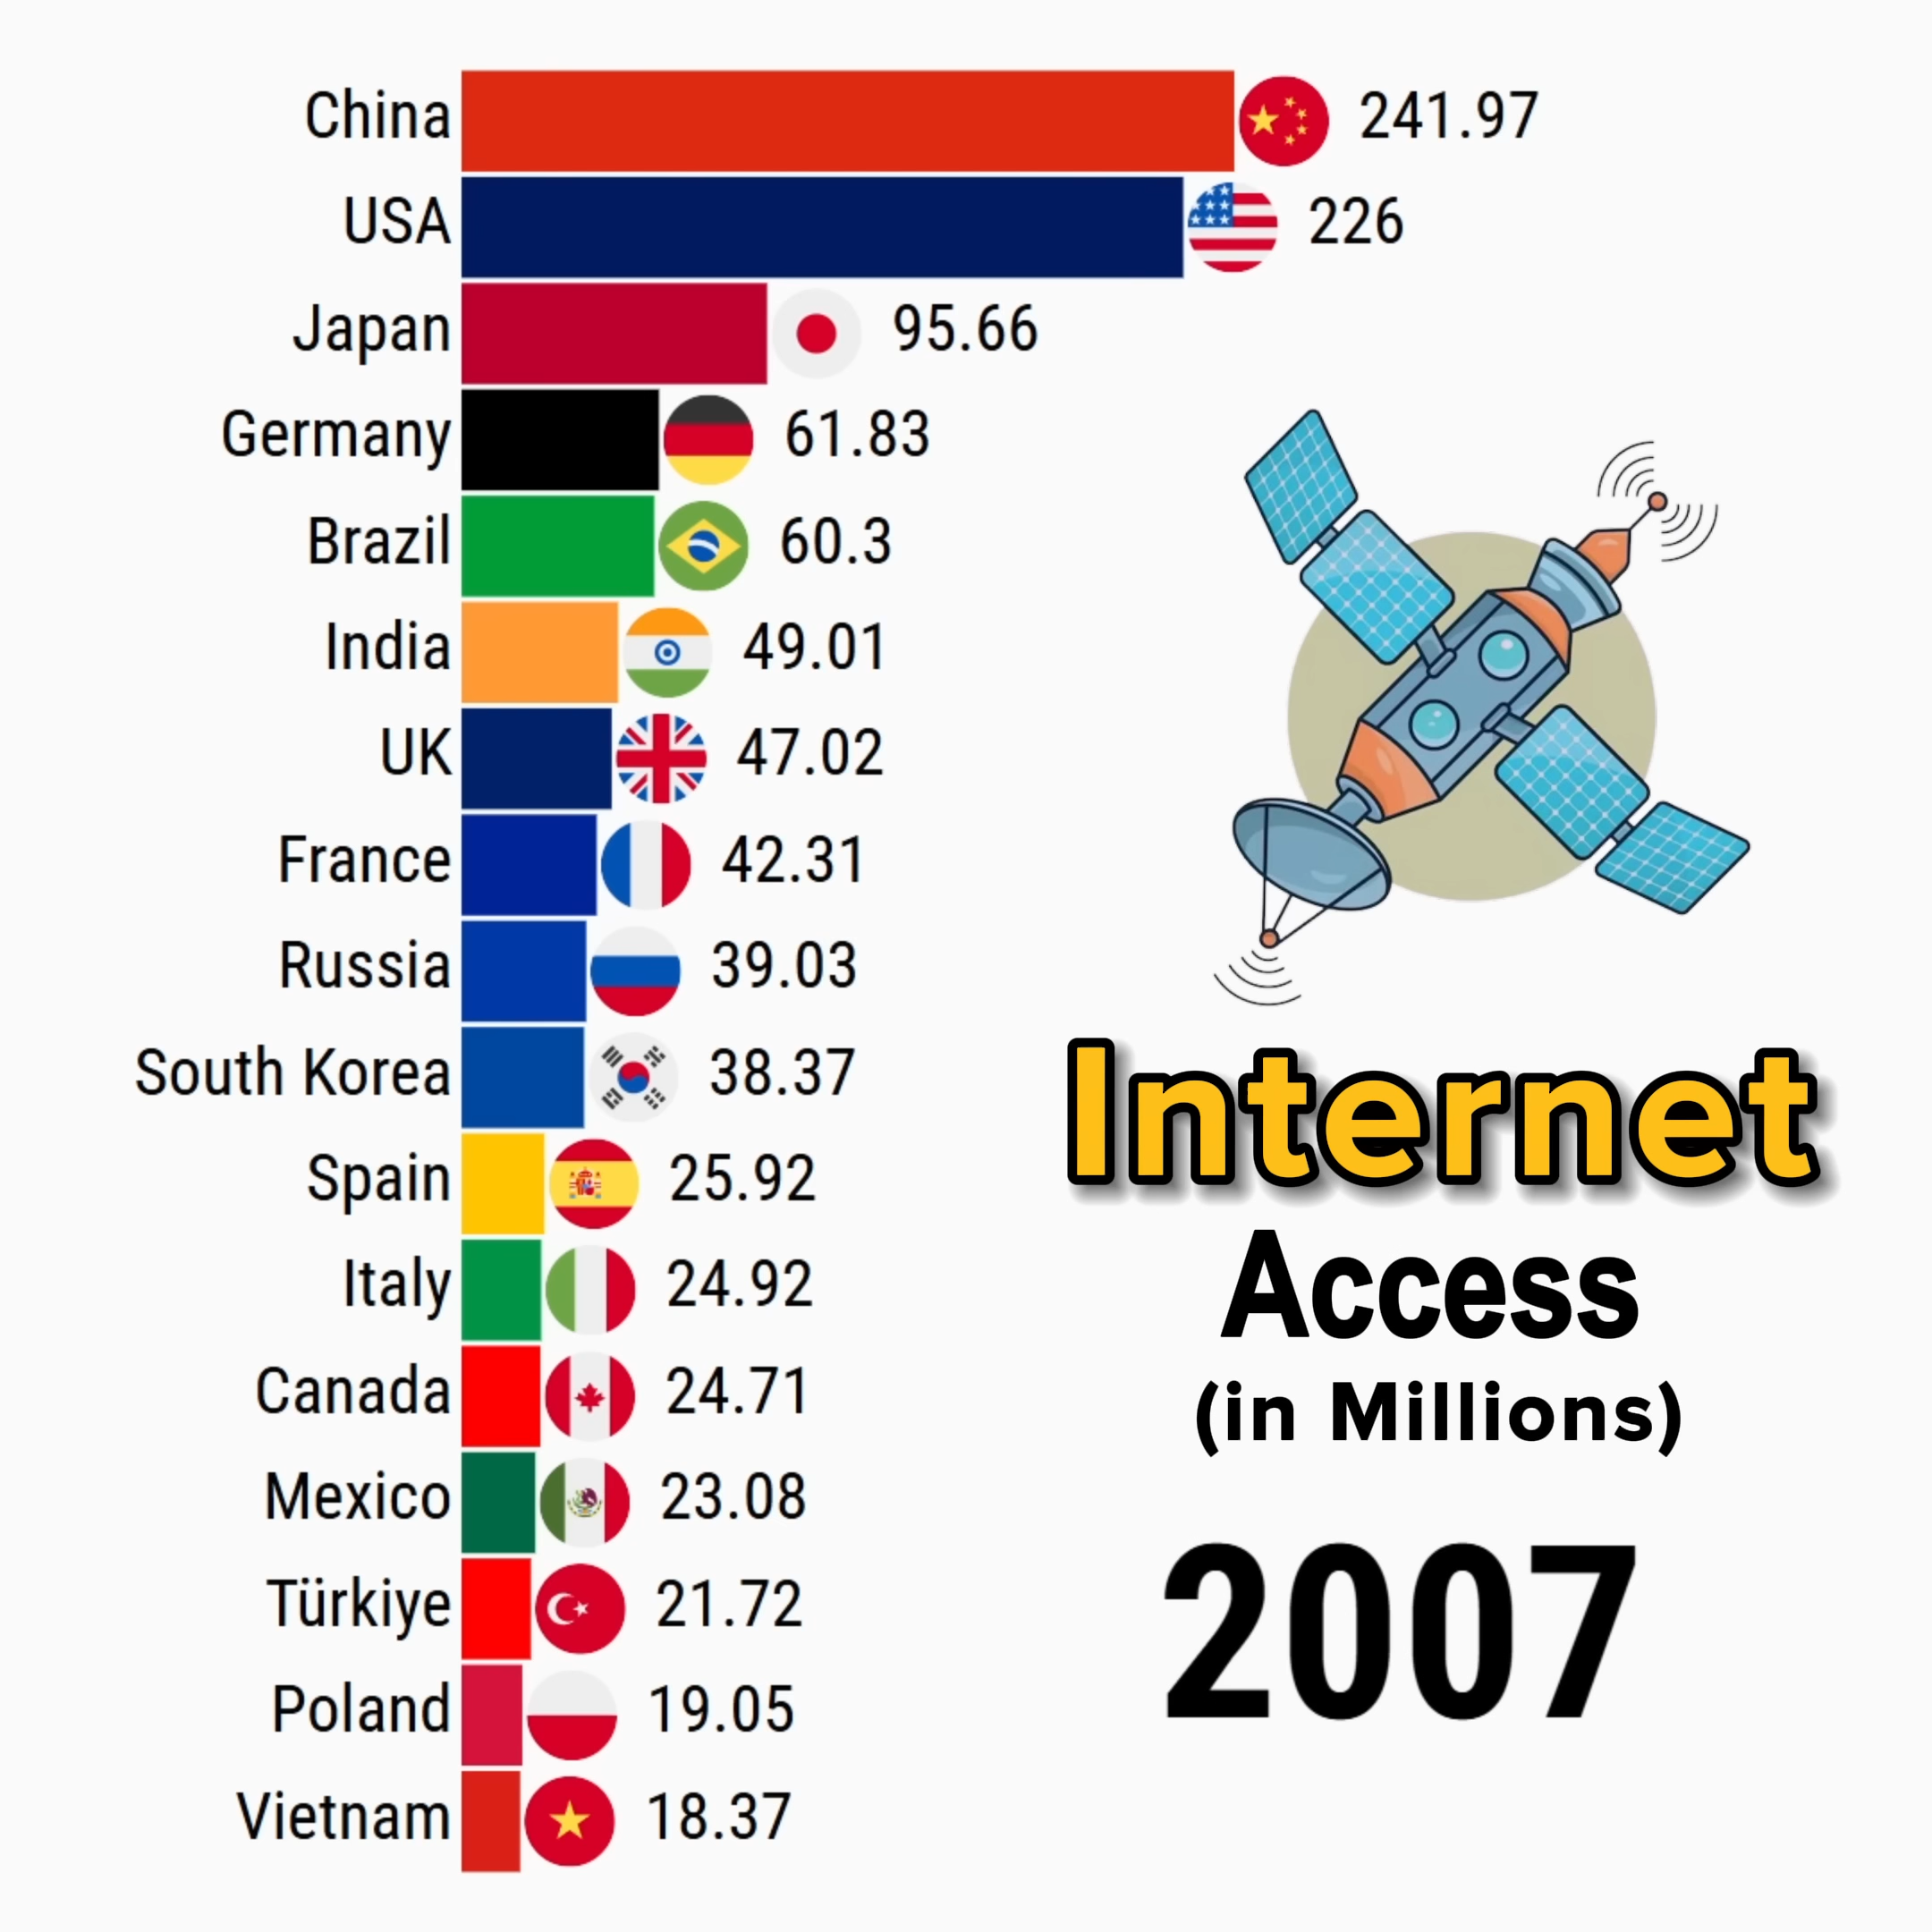 China 241.97
USA 226
Japan 95.66
Germany 61.83
Brazil 60.3
India 49.01
UK 47.02
France 42.31
Russia 39.03
South Korea 38.37
Spain 25.92
Italy 24.92
Canada 24.71
Mexico 23.08
Türkiye 21.72
Poland 19.05
Vietnam 18.37
Internet
Access
(in Millions)
2007